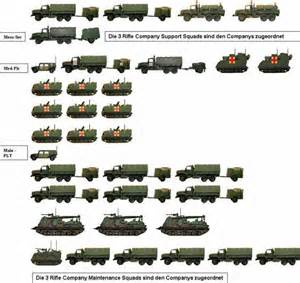 Die 3 Rifle Company Support Squads sind den Companys zugeordnet
Mess-Sec
Med-Plt
Main -
PLT
Die 3 Rifle Company Maintenance Squads sind den Companys zugeordnet